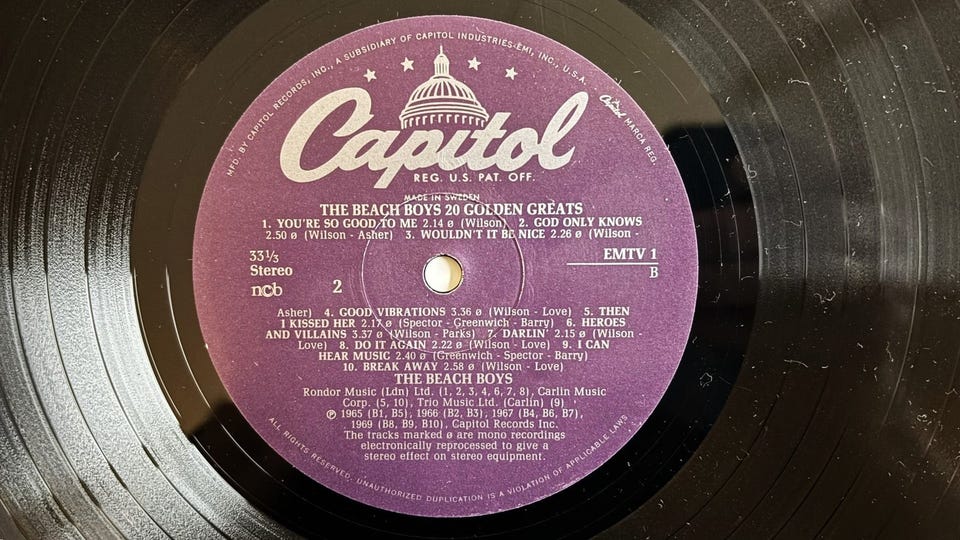 MFD. BY CAPITOL RECORDS, INC., A SUBSIDIARY OF CAPITOL INDUSTRIES-EMI, INC., U.S.A.
Capitol MARCA REG.
Capitol
REG. U.S. PAT. OFF.
MADE IN SWEDEN
THE BEACH BOYS 20 GOLDEN GREATS
1. YOU'RE SO GOOD TO ME 2.14 ø (Wilson) 2. GOD ONLY KNOWS
2.50 ø (Wilson - Asher) 3. WOULDN'T IT BE NICE 2.26 ø (Wilson -
33⅓
Stereo
ncb
2
EMTV 1
B
Asher) 4. GOOD VIBRATIONS 3.36 ø (Wilson - Love) 5. THEN
I KISSED HER 2.17 ø (Spector - Greenwich - Barry) 6. HEROES
AND VILLAINS 3.37 ø (Wilson - Parks) 7. DARLIN' 2.15 ø (Wilson -
Love) 8. DO IT AGAIN 2.22 ø (Wilson - Love) 9. I CAN
HEAR MUSIC 2.40 ø (Greenwich - Spector - Barry)
10. BREAK AWAY 2.58 ø (Wilson - Love)
THE BEACH BOYS
Rondor Music (Ldn) Ltd. (1, 2, 3, 4, 6, 7, 8), Carlin Music
Corp. (5, 10), Trio Music Ltd. (Carlin) (9)
℗ 1965 (B1, B5), 1966 (B2, B3), 1967 (B4, B6, B7),
1969 (B8, B9, B10), Capitol Records Inc.
The tracks marked ø are mono recordings
electronically reprocessed to give a
stereo effect on stereo equipment.
ALL RIGHTS RESERVED. UNAUTHORIZED DUPLICATION IS A VIOLATION OF APPLICABLE LAWS